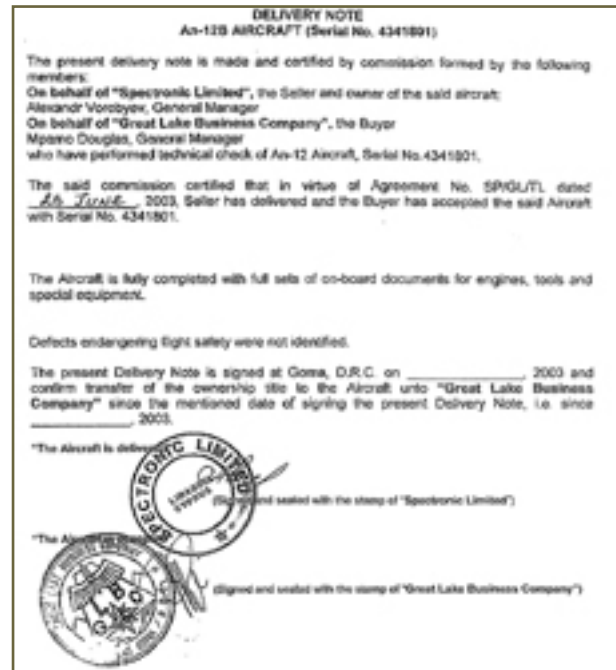 DELIVERY NOTE
An-12B AIRCRAFT (Serial No. 4341801)
The present delivery note is made and certified by commission formed by the following
members:
On behalf of "Spectronic Limited", the Seller and owner of the said aircraft:
Alexandr Vorobyev, General Manager
On behalf of "Great Lake Business Company", the Buyer
Mpamo Douglas, General Manager
who have performed technical check of An-12 Aircraft, Serial No.4341801.
The said commission certified that in virtue of Agreement No. SP/GL/TL dated
June, 2003, Seller has delivered and the Buyer has accepted the said Aircraft
with Serial No. 4341801.
The Aircraft is fully completed with full sets of on-board documents for engines, tools and
special equipment.
Defects endangering flight safety were not identified.
The present Delivery Note is signed at Goma, D.R.C. on ____________, 2003 and
confirm transfer of the ownership title to the Aircraft unto "Great Lake Business
Company" since the mentioned date of signing the present Delivery Note, i.e. since
____________, 2003.
"The Aircraft is
SPECTRONIC LIMITED
(Signed and sealed with the stamp of "Spectronic Limited")
"The
(Signed and sealed with the stamp of "Great Lake Business Company")